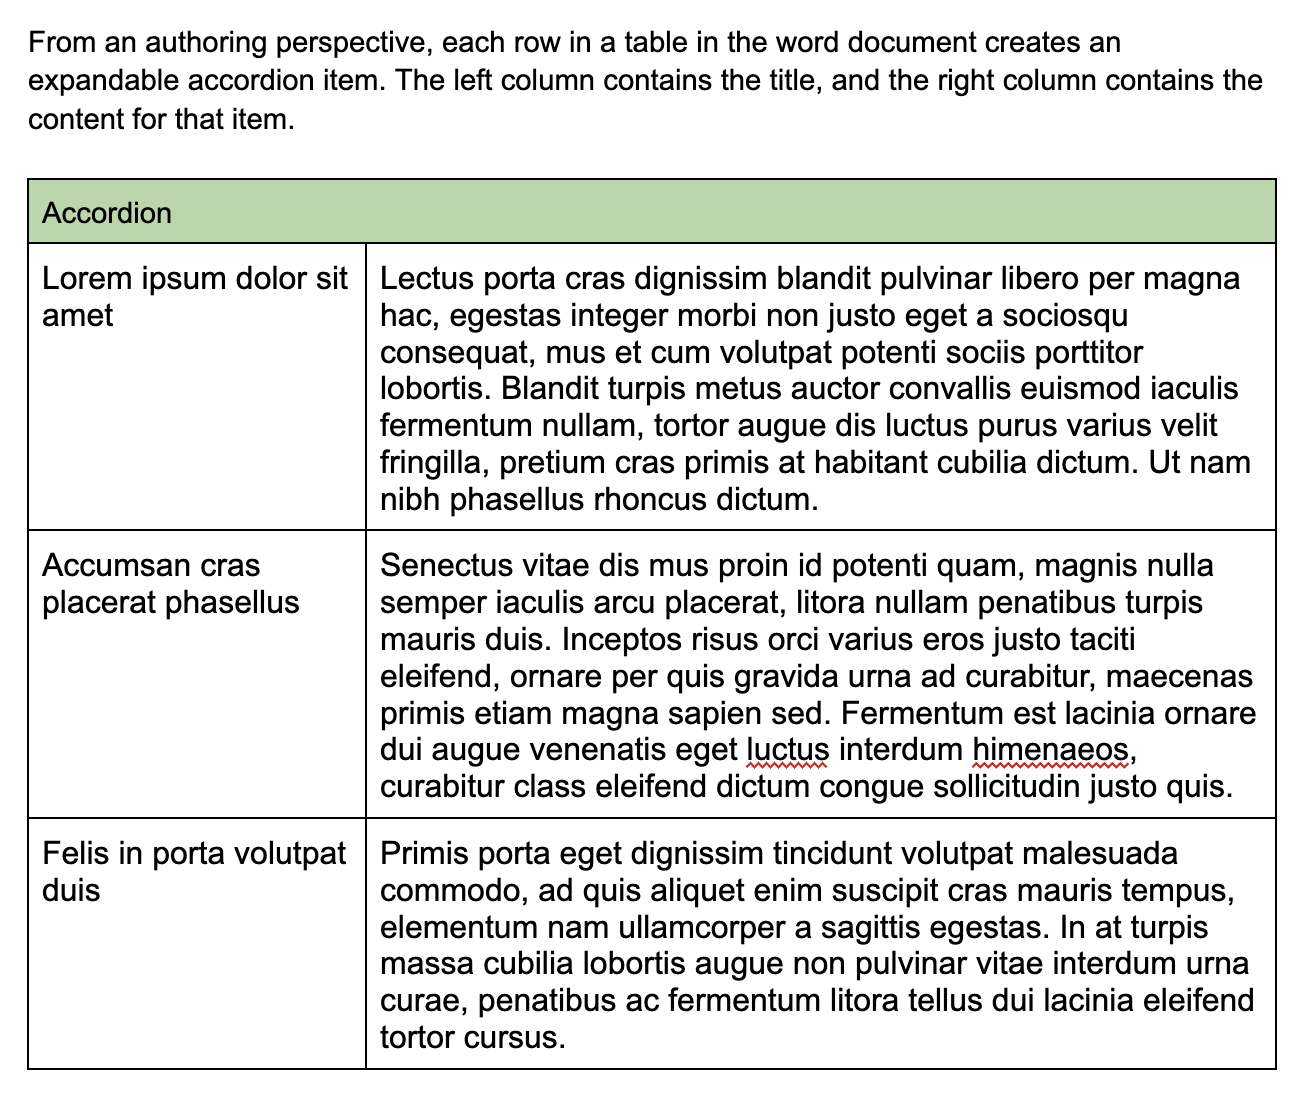 From an authoring perspective, each row in a table in the word document creates an
expandable accordion item. The left column contains the title, and the right column contains the
content for that item.
Accordion
Lorem ipsum dolor sit
amet
Lectus porta cras dignissim blandit pulvinar libero per magna
hac, egestas integer morbi non justo eget a sociosqu
consequat, mus et cum volutpat potenti sociis porttitor
lobortis. Blandit turpis metus auctor convallis euismod iaculis
fermentum nullam, tortor augue dis luctus purus varius velit
fringilla, pretium cras primis at habitant cubilia dictum. Ut nam
nibh phasellus rhoncus dictum.
Accumsan cras
placerat phasellus
Senectus vitae dis mus proin id potenti quam, magnis nulla
semper iaculis arcu placerat, litora nullam penatibus turpis
mauris duis. Inceptos risus orci varius eros justo taciti
eleifend, ornare per quis gravida urna ad curabitur, maecenas
primis etiam magna sapien sed. Fermentum est lacinia ornare
dui augue venenatis eget luctus interdum himenaeos,
curabitur class eleifend dictum congue sollicitudin justo quis.
Felis in porta volutpat
duis
Primis porta eget dignissim tincidunt volutpat malesuada
commodo, ad quis aliquet enim suscipit cras mauris tempus,
elementum nam ullamcorper a sagittis egestas. In at turpis
massa cubilia lobortis augue non pulvinar vitae interdum urna
curae, penatibus ac fermentum litora tellus dui lacinia eleifend
tortor cursus.